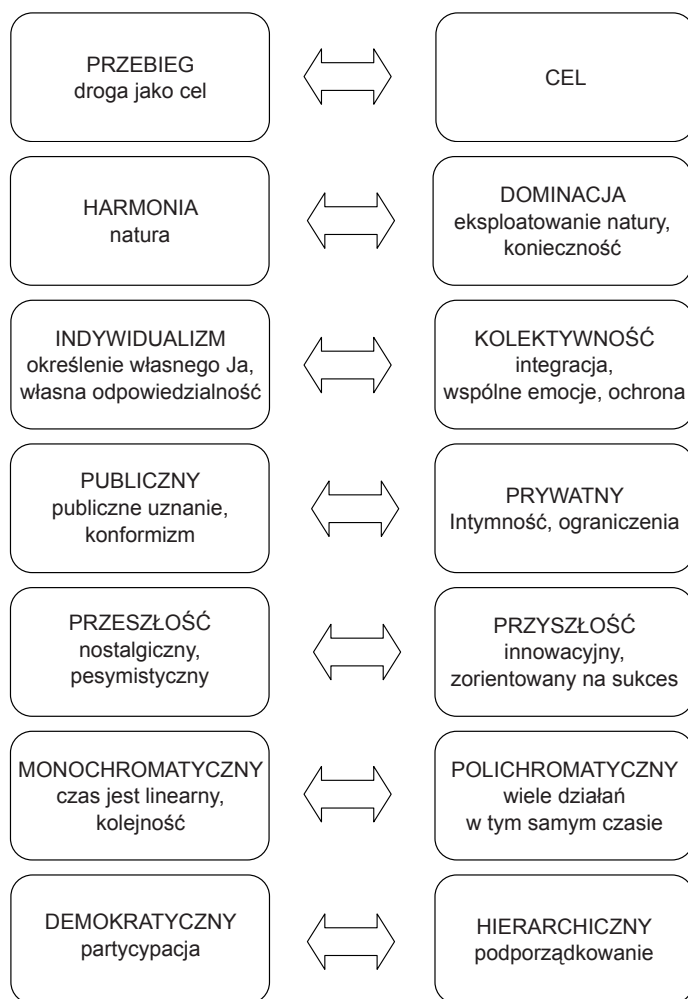 PRZEBIEG
droga jako cel
CEL
HARMONIA
natura
DOMINACJA
eksploatowanie natury,
konieczność
INDYWIDUALIZM
określenie własnego Ja,
własna odpowiedzialność
KOLEKTYWNOŚĆ
integracja,
wspólne emocje, ochrona
PUBLICZNY
publiczne uznanie,
konformizm
PRYWATNY
Intymność, ograniczenia
PRZESZŁOŚĆ
nostalgiczny,
pesymistyczny
PRZYSZŁOŚĆ
innowacyjny,
zorientowany na sukces
MONOCHROMATYCZNY
czas jest linearny,
kolejność
POLICHROMATYCZNY
wiele działań
w tym samym czasie
DEMOKRATYCZNY
partycypacja
HIERARCHICZNY
podporządkowanie